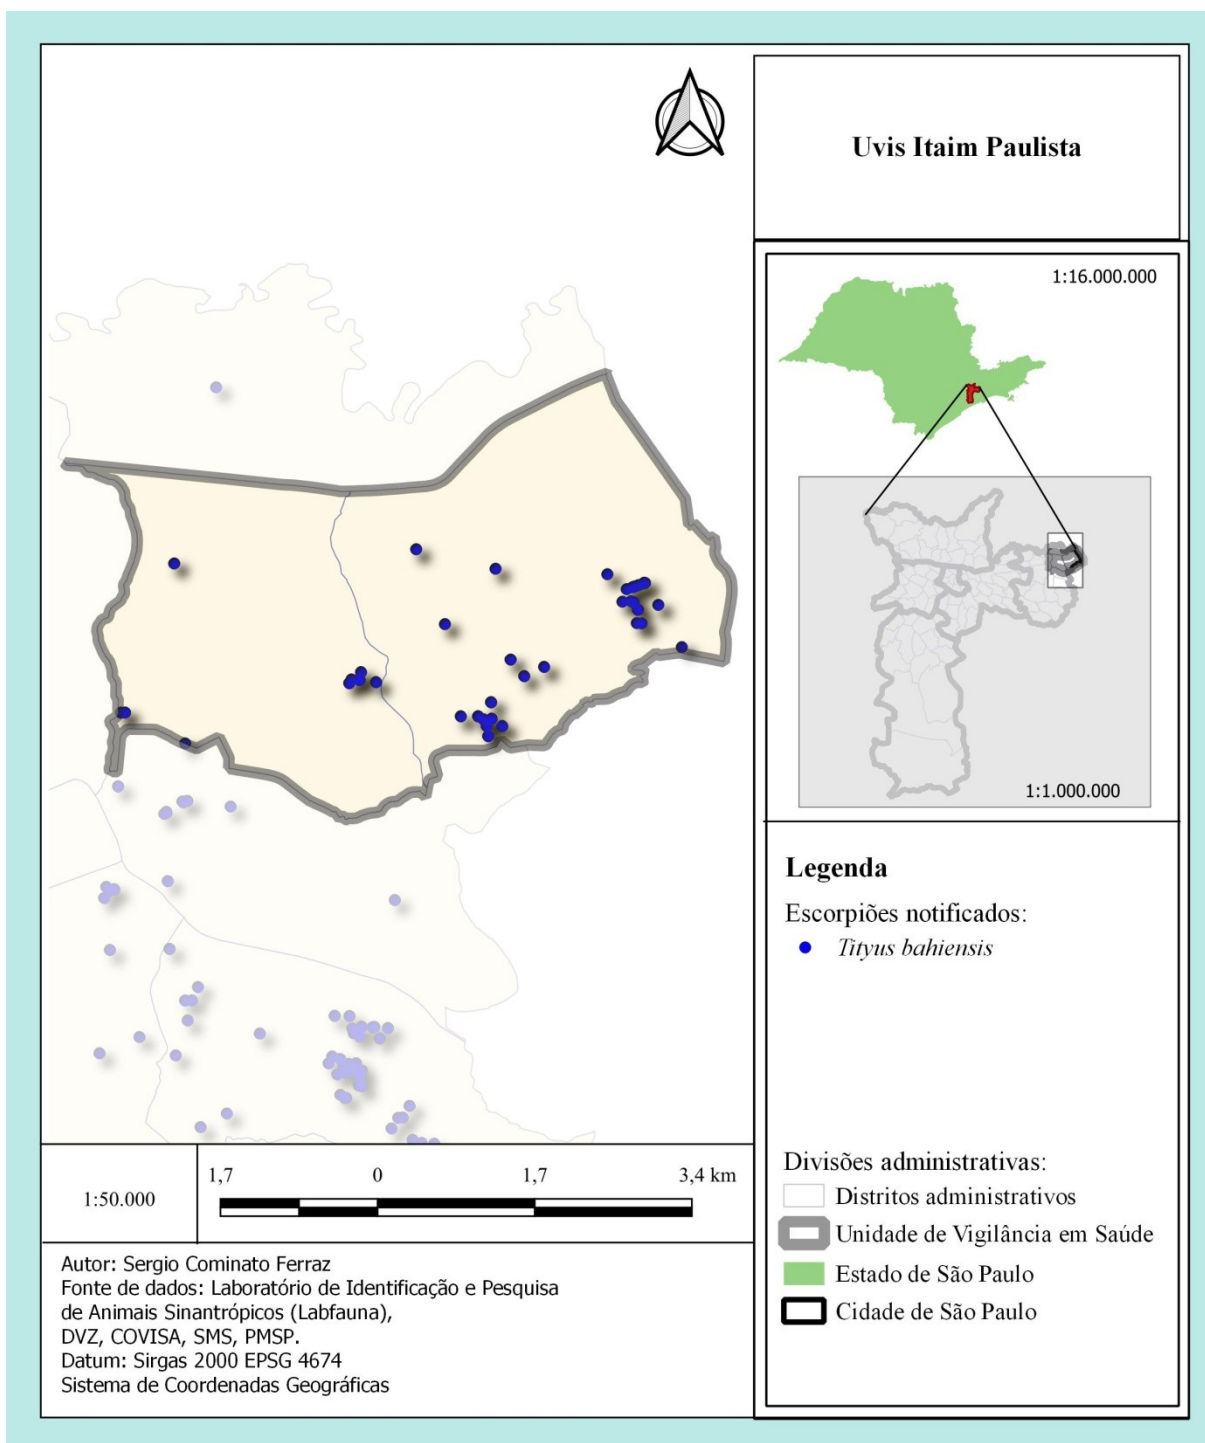 Uvis Itaim Paulista
1:16.000.000
1:1.000.000
Legenda
Escorpiões notificados:
Tityus bahiensis
Divisões administrativas:
Distritos administrativos
Unidade de Vigilância em Saúde
Estado de São Paulo
Cidade de São Paulo
1:50.000
1,7 0 1,7 3,4 km
Autor: Sergio Cominato Ferraz
Fonte de dados: Laboratório de Identificação e Pesquisa
de Animais Sinantrópicos (Labfauna),
DVZ, COVISA, SMS, PMSP.
Datum: Sirgas 2000 EPSG 4674
Sistema de Coordenadas Geográficas